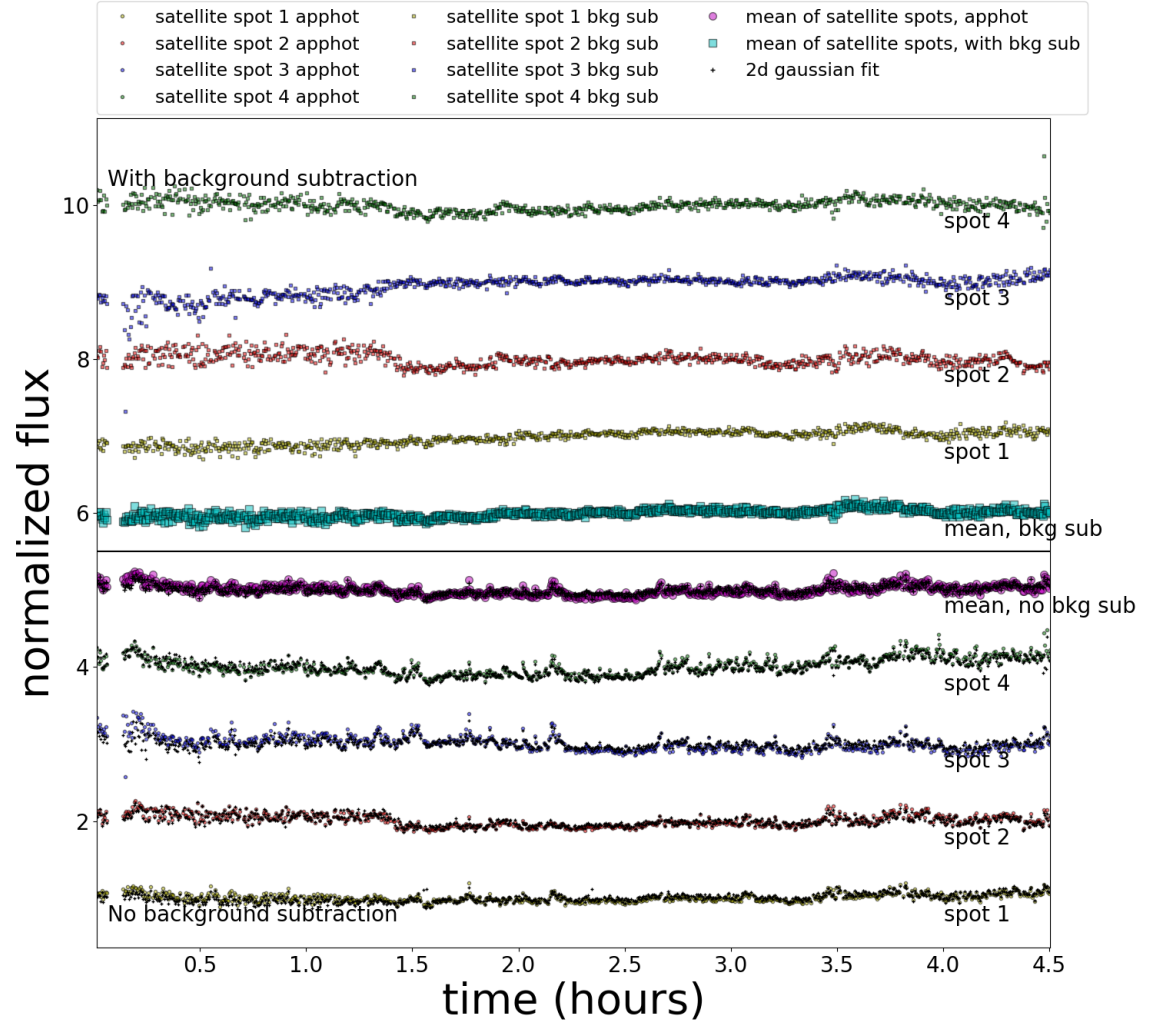 satellite spot 1 apphot
satellite spot 2 apphot
satellite spot 3 apphot
satellite spot 4 apphot
satellite spot 1 bkg sub
satellite spot 2 bkg sub
satellite spot 3 bkg sub
satellite spot 4 bkg sub
mean of satellite spots, apphot
mean of satellite spots, with bkg sub
2d gaussian fit
With background subtraction
spot 4
spot 3
spot 2
spot 1
mean, bkg sub
mean, no bkg sub
spot 4
spot 3
spot 2
spot 1
No background subtraction
10
8
6
4
2
normalized flux
0.5 1.0 1.5 2.0 2.5 3.0 3.5 4.0 4.5
time (hours)